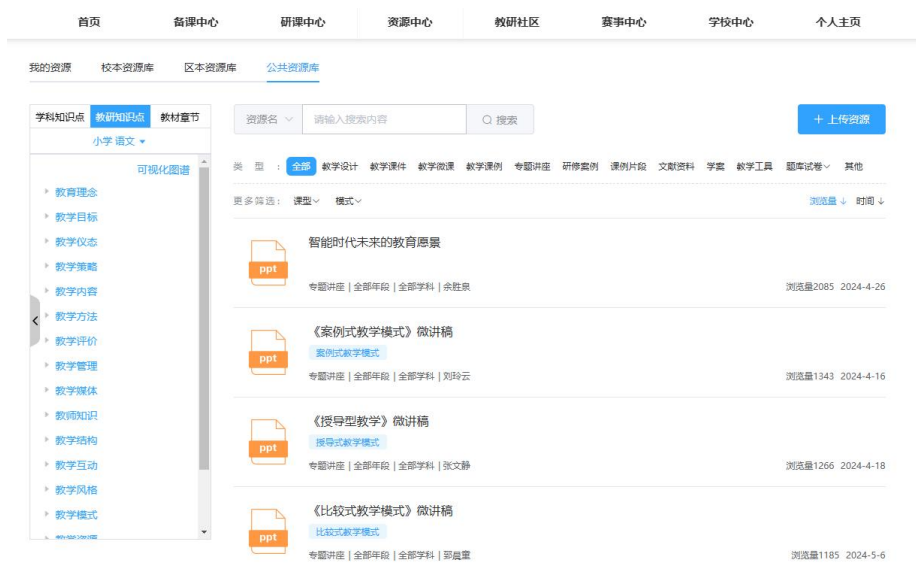 首页 备课中心 研课中心 资源中心 教研社区 赛事中心 学校中心 个人主页
我的资源 校本资源库 区本资源库 公共资源库
学科知识点 教研知识点 教材章节
小学 语文
可视化图谱
教育理念
教学目标
教学仪态
教学策略
教学内容
教学方法
教学评价
教学管理
教学媒体
教师知识
教学结构
教学互动
教学风格
教学模式
教学资源
资源名 请输入搜索内容 搜索 + 上传资源
类 型 : 全部 教学设计 教学课件 教学微课 教学课例 专题讲座 研修案例 课例片段 文献资料 学案 教学工具 题库试卷 其他
更多筛选: 课型 模式 浏览量↓ 时间↓
智能时代未来的教育愿景
ppt
专题讲座 | 全部年段 | 全部学科 | 余胜泉 浏览量2085 2024-4-26
《案例式教学模式》微讲稿
案例式教学模式
ppt
专题讲座 | 全部年段 | 全部学科 | 刘玲云 浏览量1343 2024-4-16
《授导型教学》微讲稿
授导式教学模式
ppt
专题讲座 | 全部年段 | 全部学科 | 张文静 浏览量1266 2024-4-18
《比较式教学模式》微讲稿
比较式教学模式
ppt
专题讲座 | 全部年段 | 全部学科 | 郭晨童 浏览量1185 2024-5-6